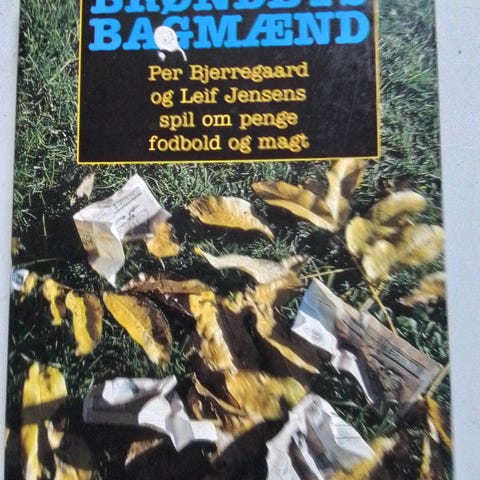 BRØNDBYS
BAGMÆND
Per Bjerregaard
og Leif Jensens
spil om penge
fodbold og magt